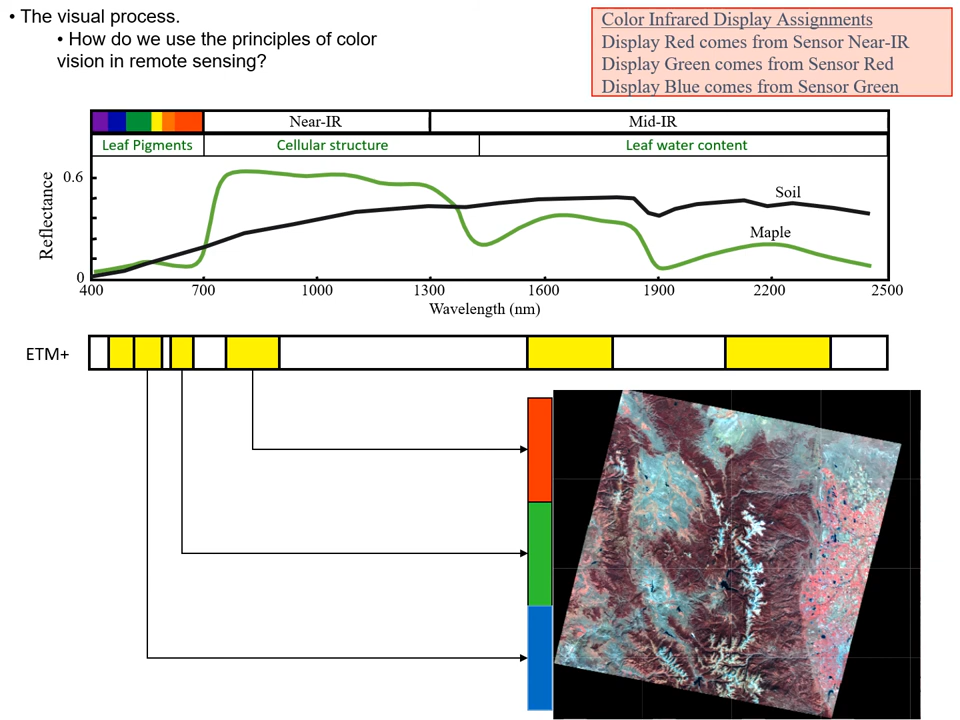 • The visual process.
• How do we use the principles of color
vision in remote sensing?
Color Infrared Display Assignments
Display Red comes from Sensor Near-IR
Display Green comes from Sensor Red
Display Blue comes from Sensor Green
Near-IR
Mid-IR
Leaf Pigments
Cellular structure
Leaf water content
Reflectance
0.6
0
Soil
Maple
400
700
1000
1300
1600
1900
2200
2500
Wavelength (nm)
ETM+